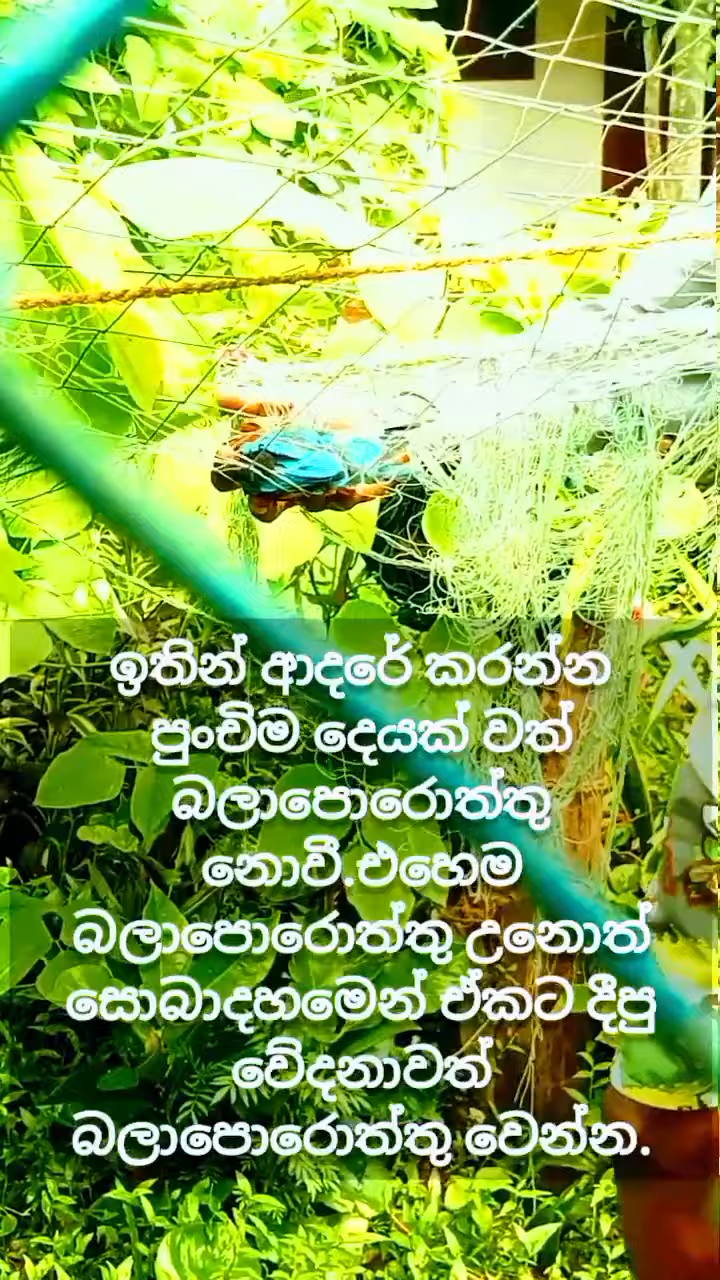 ඉතින් ආදරේ කරන්න
පුංචිම දෙයක් වත්
බලාපොරොත්තු
නොවී.එහෙම
බලාපොරොත්තු උනොත්
සොබාදහමෙන් ඒකට දීපු
වේදනාවත්
බලාපොරොත්තු වෙන්න.